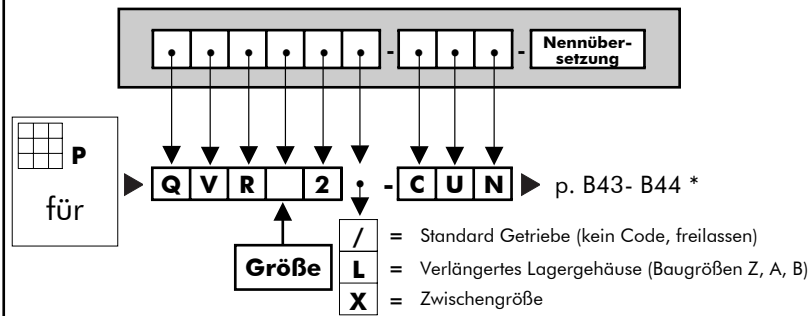 - - Nennüber-
setzung
P
für
Q V R 2 - C U N p. B43- B44 *
Größe
/ = Standard Getriebe (kein Code, freilassen)
L = Verlängertes Lagergehäuse (Baugrößen Z, A, B)
X = Zwischengröße